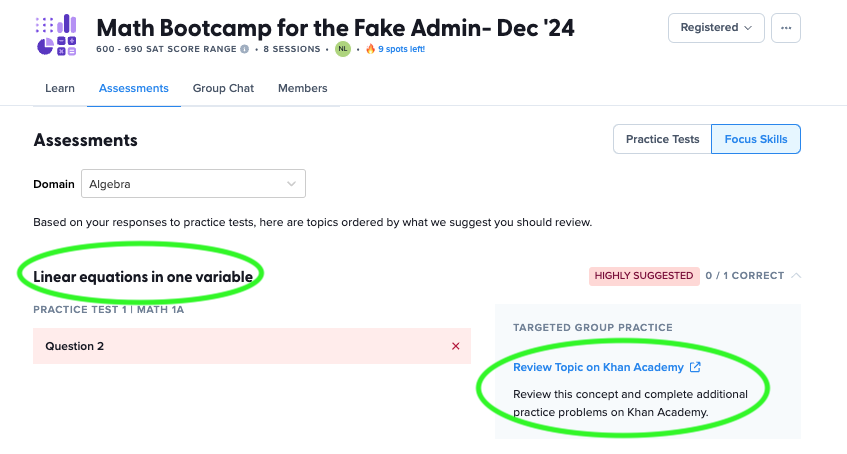 Math Bootcamp for the Fake Admin- Dec '24
600 - 690 SAT SCORE RANGE • 8 SESSIONS • NL • 🔥 9 spots left!
Registered
Learn Assessments Group Chat Members
Assessments
Practice Tests Focus Skills
Domain Algebra
Based on your responses to practice tests, here are topics ordered by what we suggest you should review.
Linear equations in one variable
HIGHLY SUGGESTED 0 / 1 CORRECT
PRACTICE TEST 1 | MATH 1A
Question 2
TARGETED GROUP PRACTICE
Review Topic on Khan Academy
Review this concept and complete additional
practice problems on Khan Academy.